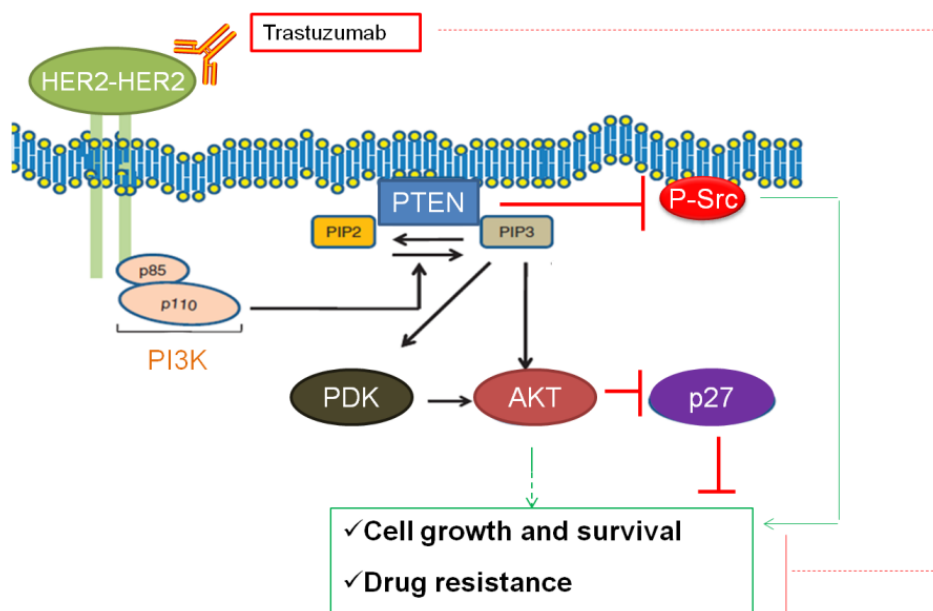 Trastuzumab
HER2-HER2
PTEN
P-Src
PIP2
PIP3
p85
p110
PI3K
PDK
AKT
p27
✓Cell growth and survival
✓Drug resistance